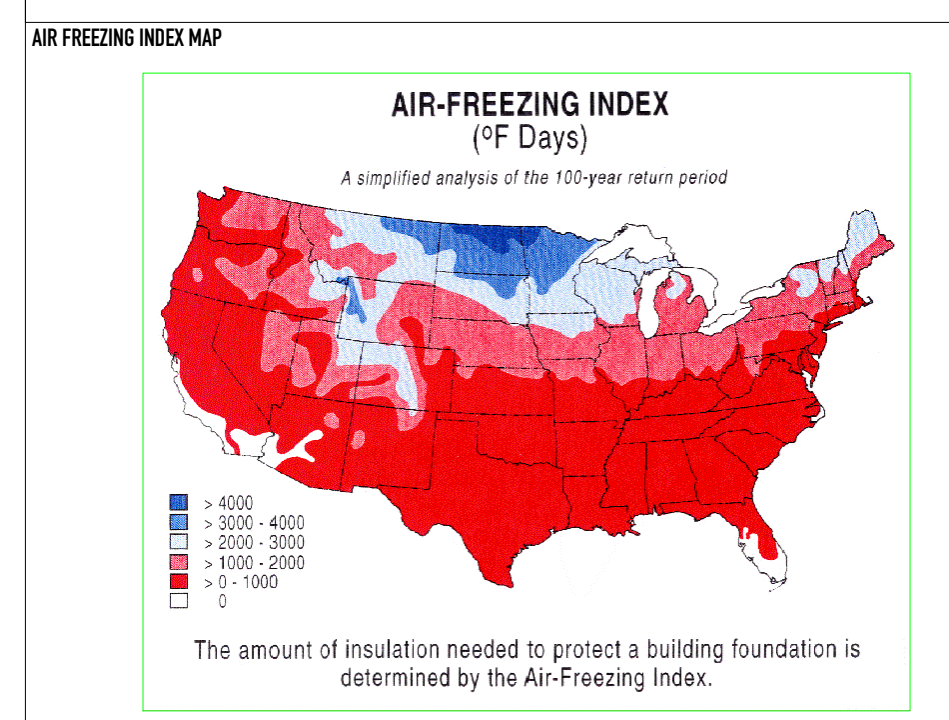 AIR FREEZING INDEX MAP
AIR-FREEZING INDEX
(ºF Days)
A simplified analysis of the 100-year return period
> 4000
> 3000 - 4000
> 2000 - 3000
> 1000 - 2000
> 0 - 1000
0
The amount of insulation needed to protect a building foundation is
determined by the Air-Freezing Index.